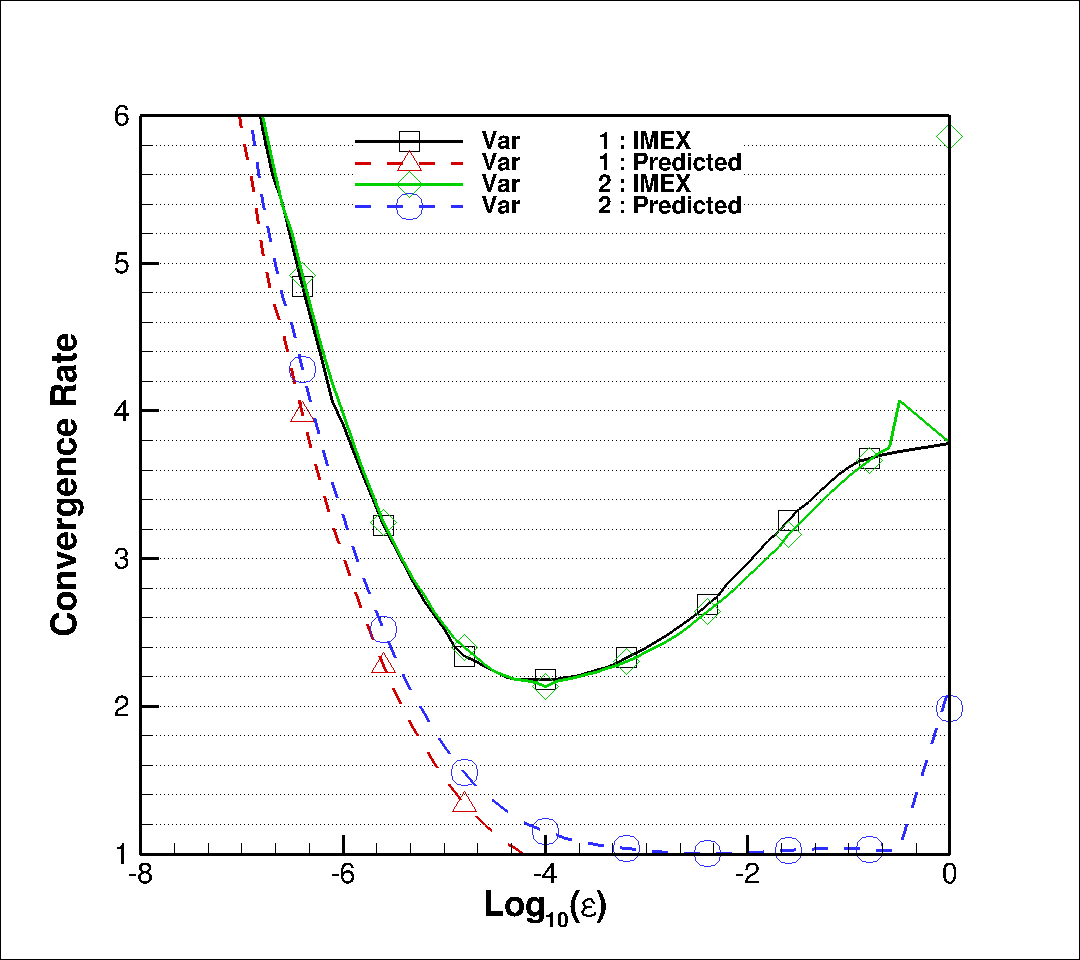 6
Var 1 : IMEX
Var 1 : Predicted
Var 2 : IMEX
Var 2 : Predicted
5
4
3
2
1
Convergence Rate
-8 -6 -4 -2 0
Log10(ε)